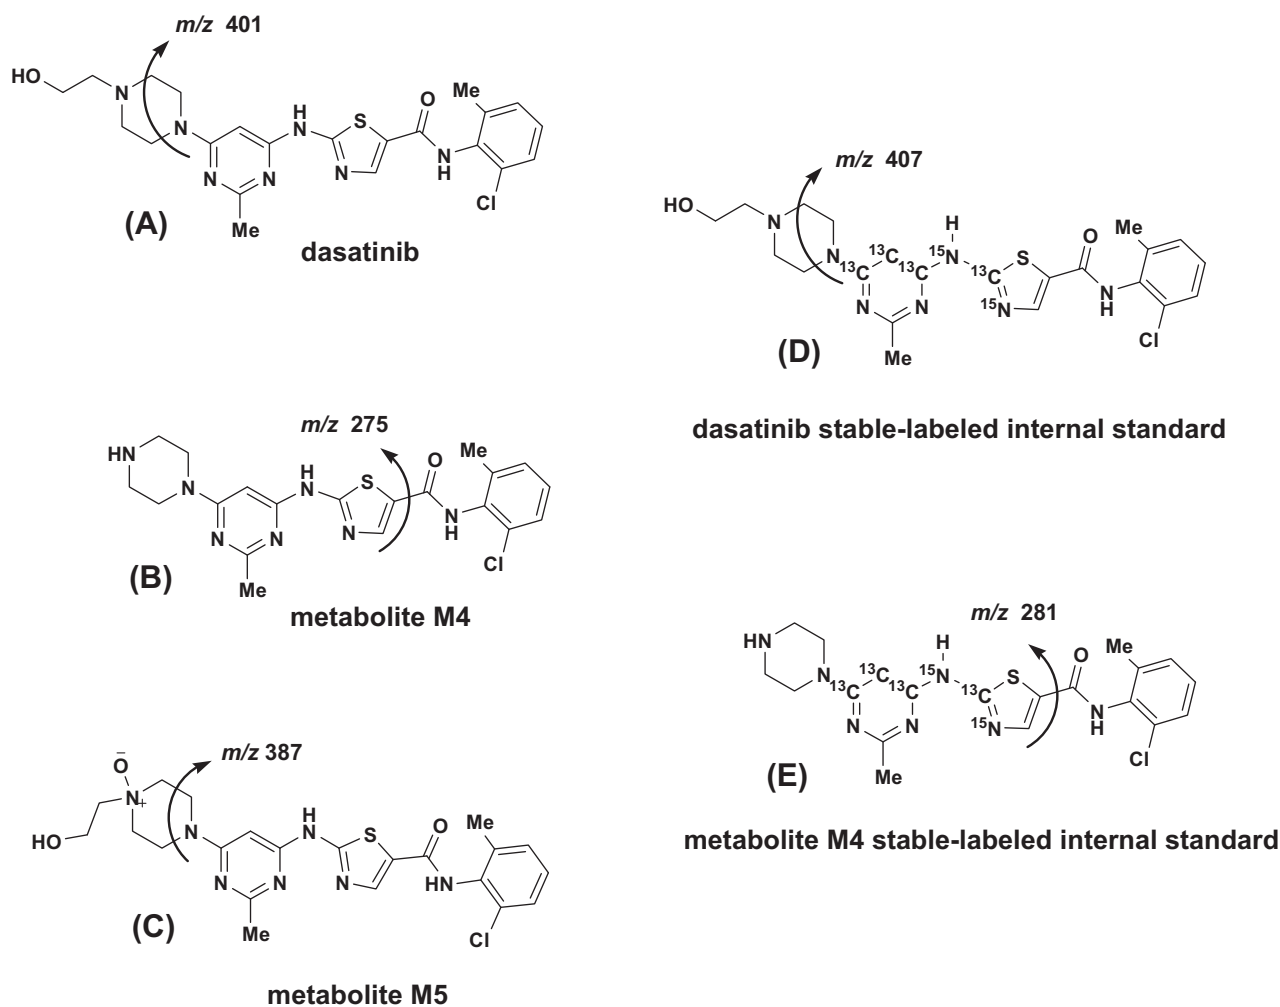 m/z 401
HO
N
N
H
N
S
N
O
N
H
Me
Cl
N
N
Me
(A)
dasatinib
m/z 407
HO
N
N
13C
13C
13C
H
15N
13C
S
15N
O
N
H
Me
Cl
N
N
Me
(D)
dasatinib stable-labeled internal standard
m/z 275
HN
N
H
N
S
N
O
N
H
Me
Cl
N
N
Me
(B)
metabolite M4
m/z 281
HN
N
13C
13C
13C
H
15N
13C
S
15N
O
N
H
Me
Cl
N
N
Me
(E)
metabolite M4 stable-labeled internal standard
m/z 387
−
O
N+
HO
N
H
N
S
N
O
HN
Me
Cl
N
N
Me
(C)
metabolite M5